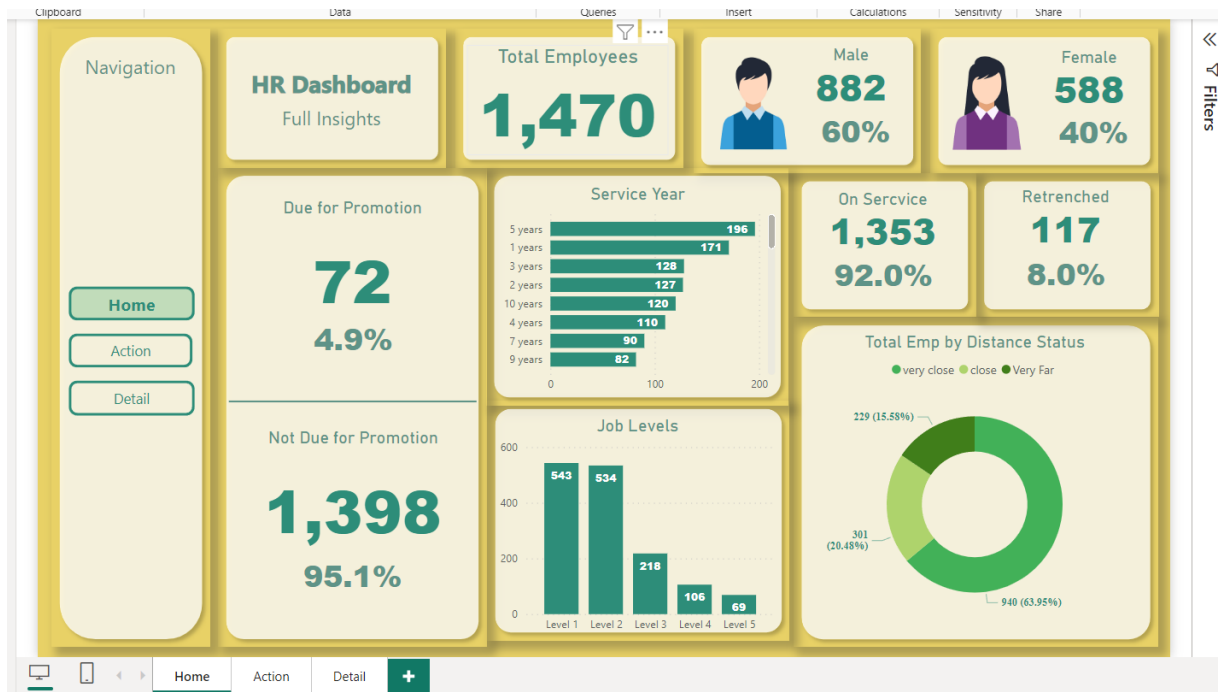 Clipboard
Data
Queries
Insert
Calculations
Sensitivity
Share
Navigation
Home
Action
Detail
HR Dashboard
Full Insights
Total Employees
1,470
Male
882
60%
Female
588
40%
Filters
Due for Promotion
72
4.9%
Not Due for Promotion
1,398
95.1%
Service Year
5 years 196
1 years 171
3 years 128
2 years 127
10 years 120
4 years 110
7 years 90
9 years 82
0 100 200
On Sercvice
1,353
92.0%
Retrenched
117
8.0%
Job Levels
600
400
200
0
543 534 218 106 69
Level 1 Level 2 Level 3 Level 4 Level 5
Total Emp by Distance Status
very close close Very Far
229 (15.58%)
301
(20.48%)
940 (63.95%)
Home Action Detail